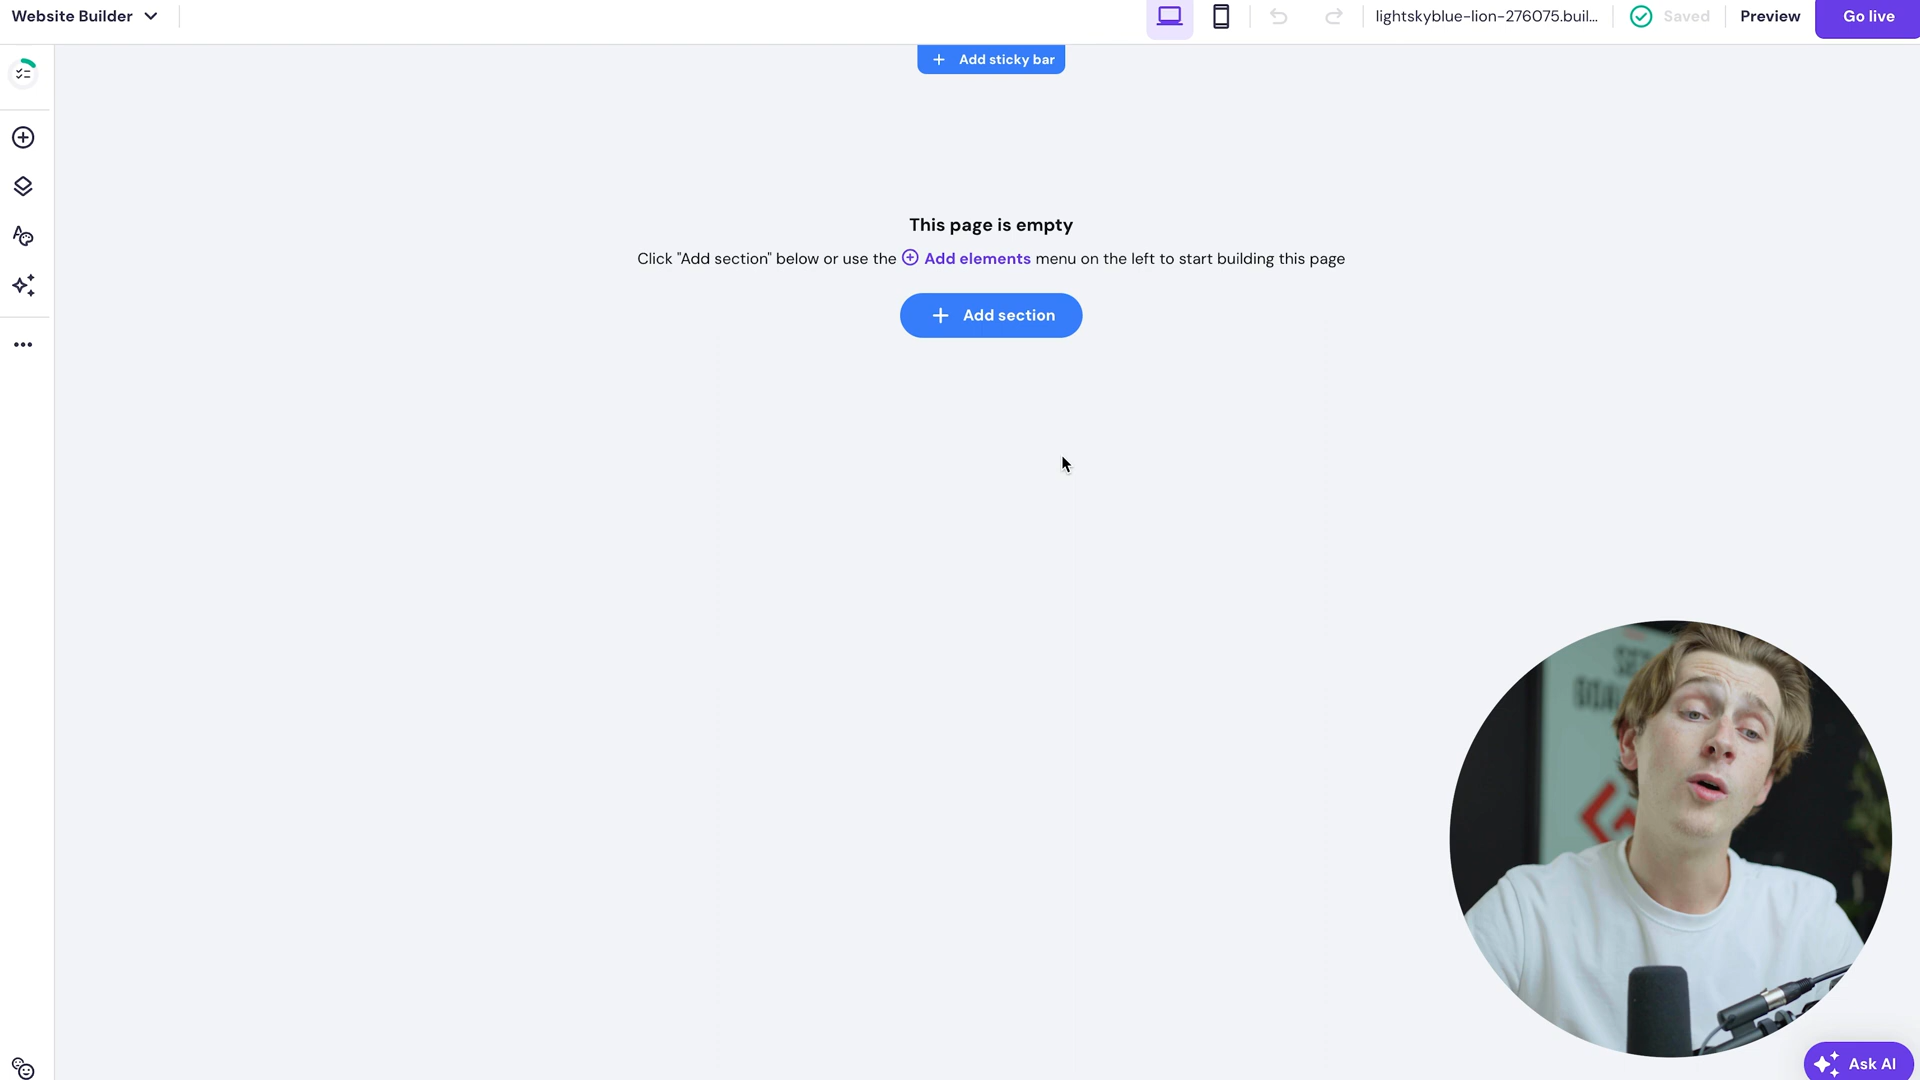 Website Builder
lightskyblue-lion-276075.buil...
Saved
Preview
Go live
+ Add sticky bar
This page is empty
Click "Add section" below or use the Add elements menu on the left to start building this page
+ Add section
Ask AI